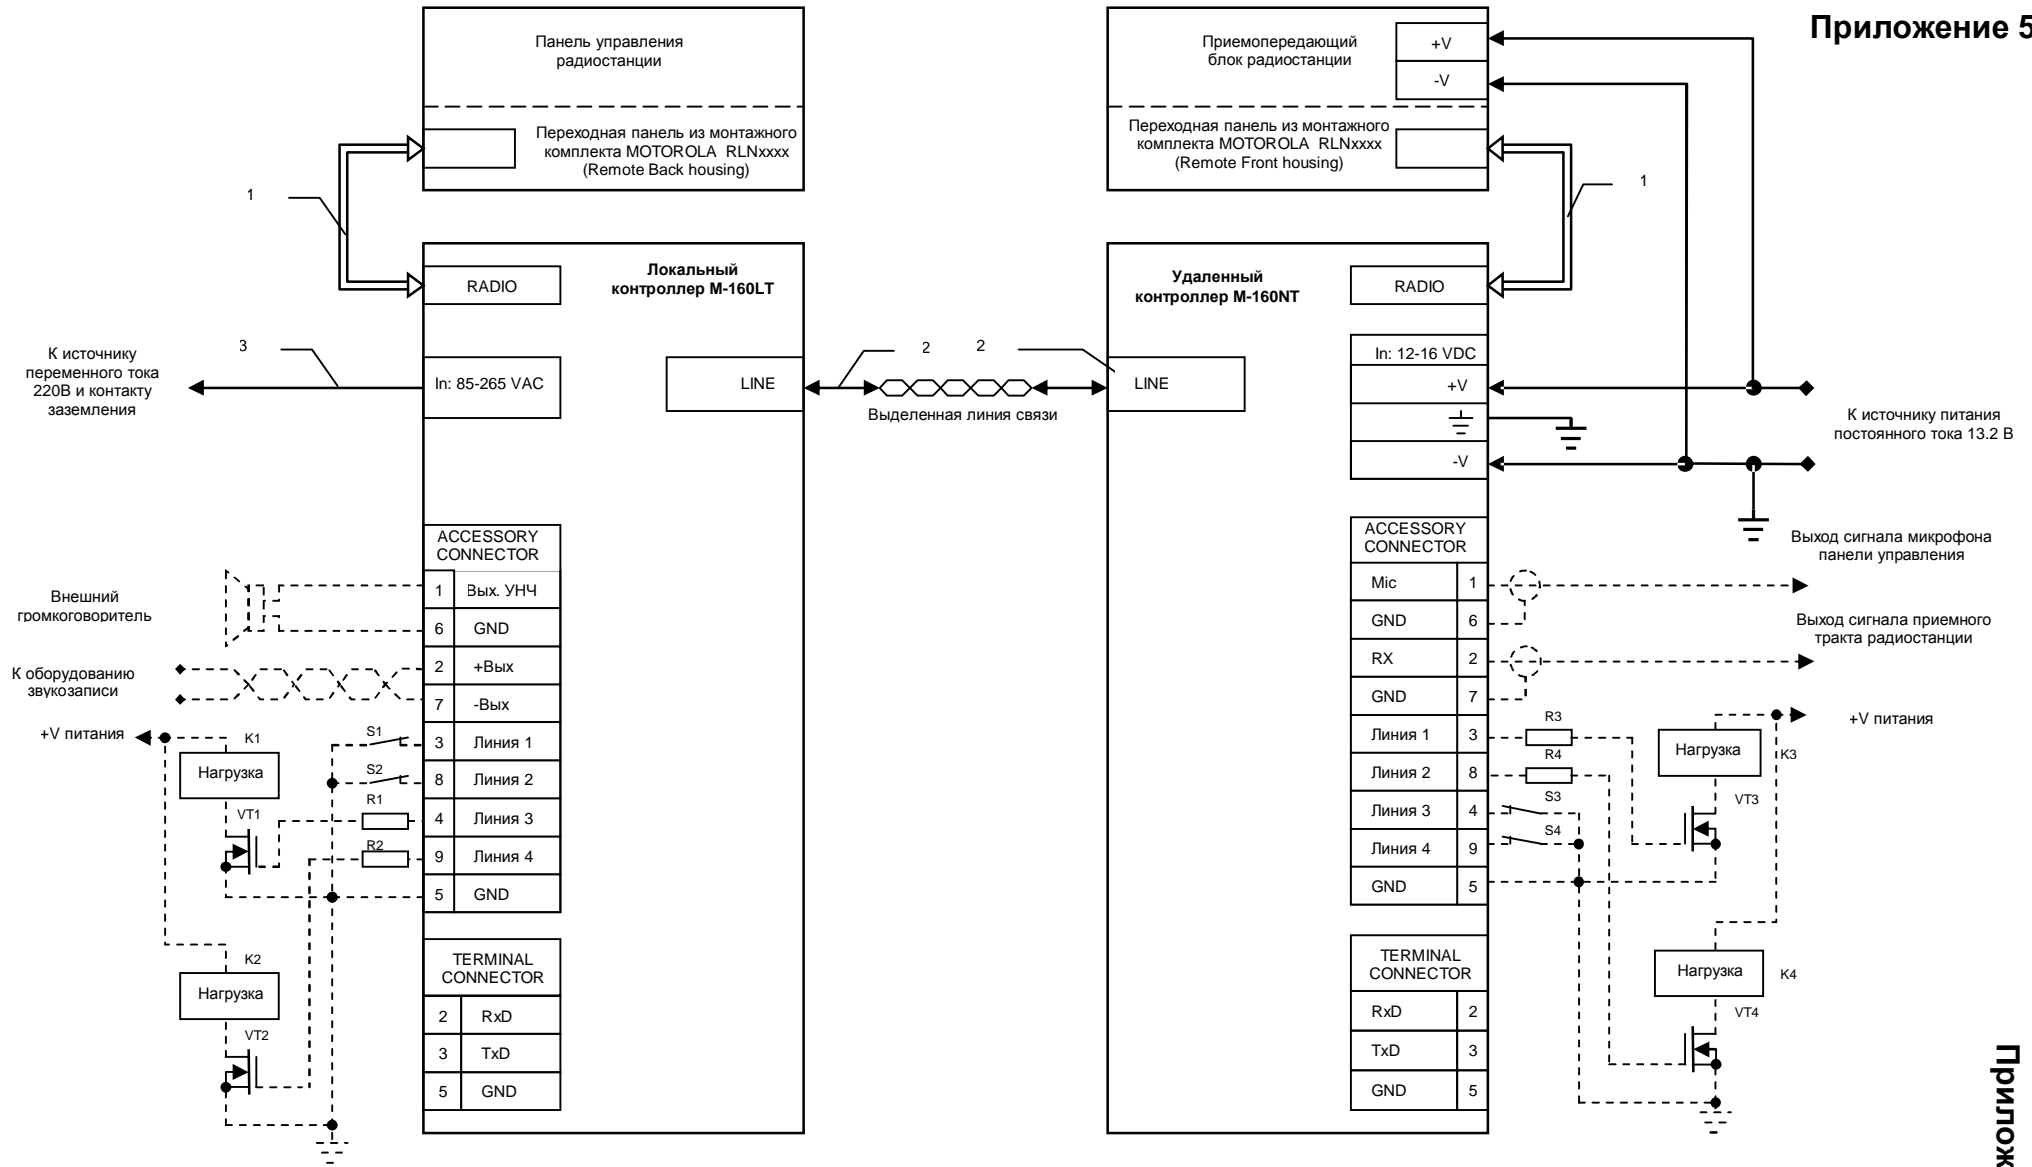 Приложение 5
Панель управления
радиостанции
Переходная панель из монтажного
комплекта MOTOROLA RLNxxxx
(Remote Back housing)
Приемопередающий
блок радиостанции
+V
-V
Переходная панель из монтажного
комплекта MOTOROLA RLNxxxx
(Remote Front housing)
1
1
RADIO
Локальный
контроллер М-160LT
Удаленный
контроллер М-160NT
RADIO
К источнику
переменного тока
220В и контакту
заземления
3
In: 85-265 VAC
LINE
2
2
Выделенная линия связи
LINE
In: 12-16 VDC
+V
-V
К источнику питания
постоянного тока 13.2 В
ACCESSORY
CONNECTOR
1 Вых. УНЧ
6 GND
2 +Вых
7 -Вых
3 Линия 1
8 Линия 2
4 Линия 3
9 Линия 4
5 GND
Внешний
громкоговоритель
К оборудованию
звукозаписи
+V питания
K1
Нагрузка
VT1
S1
S2
R1
R2
K2
Нагрузка
VT2
TERMINAL
CONNECTOR
2 RxD
3 TxD
5 GND
ACCESSORY
CONNECTOR
Mic 1
GND 6
RX 2
GND 7
Линия 1 3
Линия 2 8
Линия 3 4
Линия 4 9
GND 5
Выход сигнала микрофона
панели управления
Выход сигнала приемного
тракта радиостанции
+V питания
R3
R4
S3
S4
Нагрузка
K3
VT3
Нагрузка
K4
VT4
TERMINAL
CONNECTOR
RxD 2
TxD 3
GND 5
Прилож